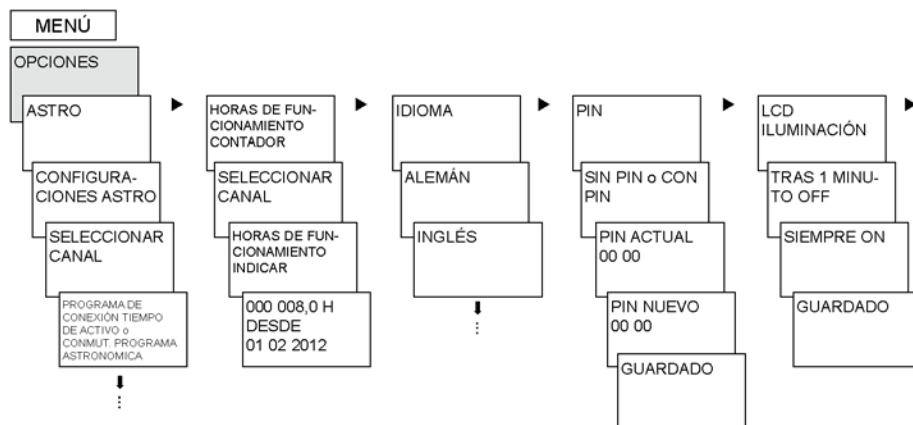 MENÚ
OPCIONES
ASTRO
CONFIGURA-
CIONES ASTRO
SELECCIONAR
CANAL
PROGRAMA DE
CONEXIÓN TIEMPO
DE ACTIVO o
CONMUT. PROGRAMA
ASTRONOMICA
HORAS DE FUN-
CIONAMIENTO
CONTADOR
SELECCIONAR
CANAL
HORAS DE FUN-
CIONAMIENTO
INDICAR
000 008,0 H
DESDE
01 02 2012
IDIOMA
ALEMÁN
INGLÉS
PIN
SIN PIN o CON
PIN
PIN ACTUAL
00 00
PIN NUEVO
00 00
GUARDADO
LCD
ILUMINACIÓN
TRAS 1 MINU-
TO OFF
SIEMPRE ON
GUARDADO